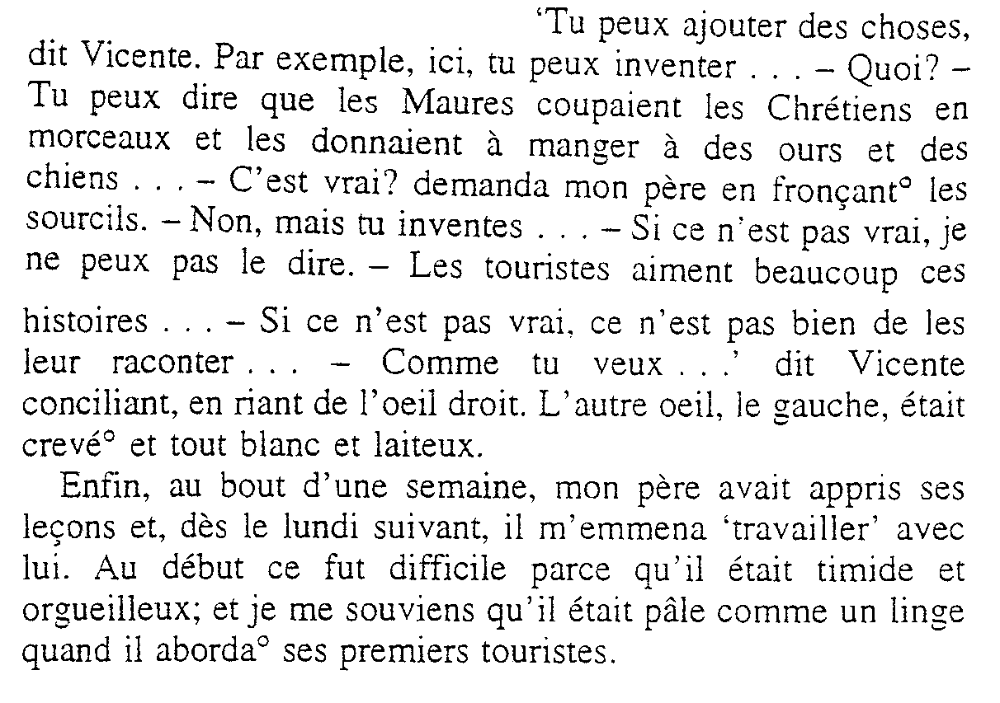 ‘Tu peux ajouter des choses,
dit Vicente. Par exemple, ici, tu peux inventer . . . – Quoi? –
Tu peux dire que les Maures coupaient les Chrétiens en
morceaux et les donnaient à manger à des ours et des
chiens . . . – C’est vrai? demanda mon père en fronçant° les
sourcils. – Non, mais tu inventes . . . – Si ce n’est pas vrai, je
ne peux pas le dire. – Les touristes aiment beaucoup ces
histoires . . . – Si ce n’est pas vrai, ce n’est pas bien de les
leur raconter . . . – Comme tu veux . . .’ dit Vicente
conciliant, en riant de l’oeil droit. L’autre oeil, le gauche, était
crevé° et tout blanc et laiteux.
Enfin, au bout d’une semaine, mon père avait appris ses
leçons et, dès le lundi suivant, il m’emmena ‘travailler’ avec
lui. Au début ce fut difficile parce qu’il était timide et
orgueilleux; et je me souviens qu’il était pâle comme un linge
quand il aborda° ses premiers touristes.